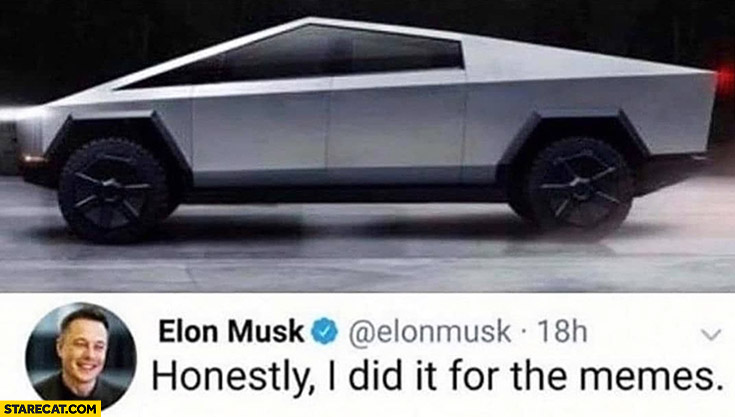 Elon Musk @elonmusk · 18h
Honestly, I did it for the memes.
STARECAT.COM